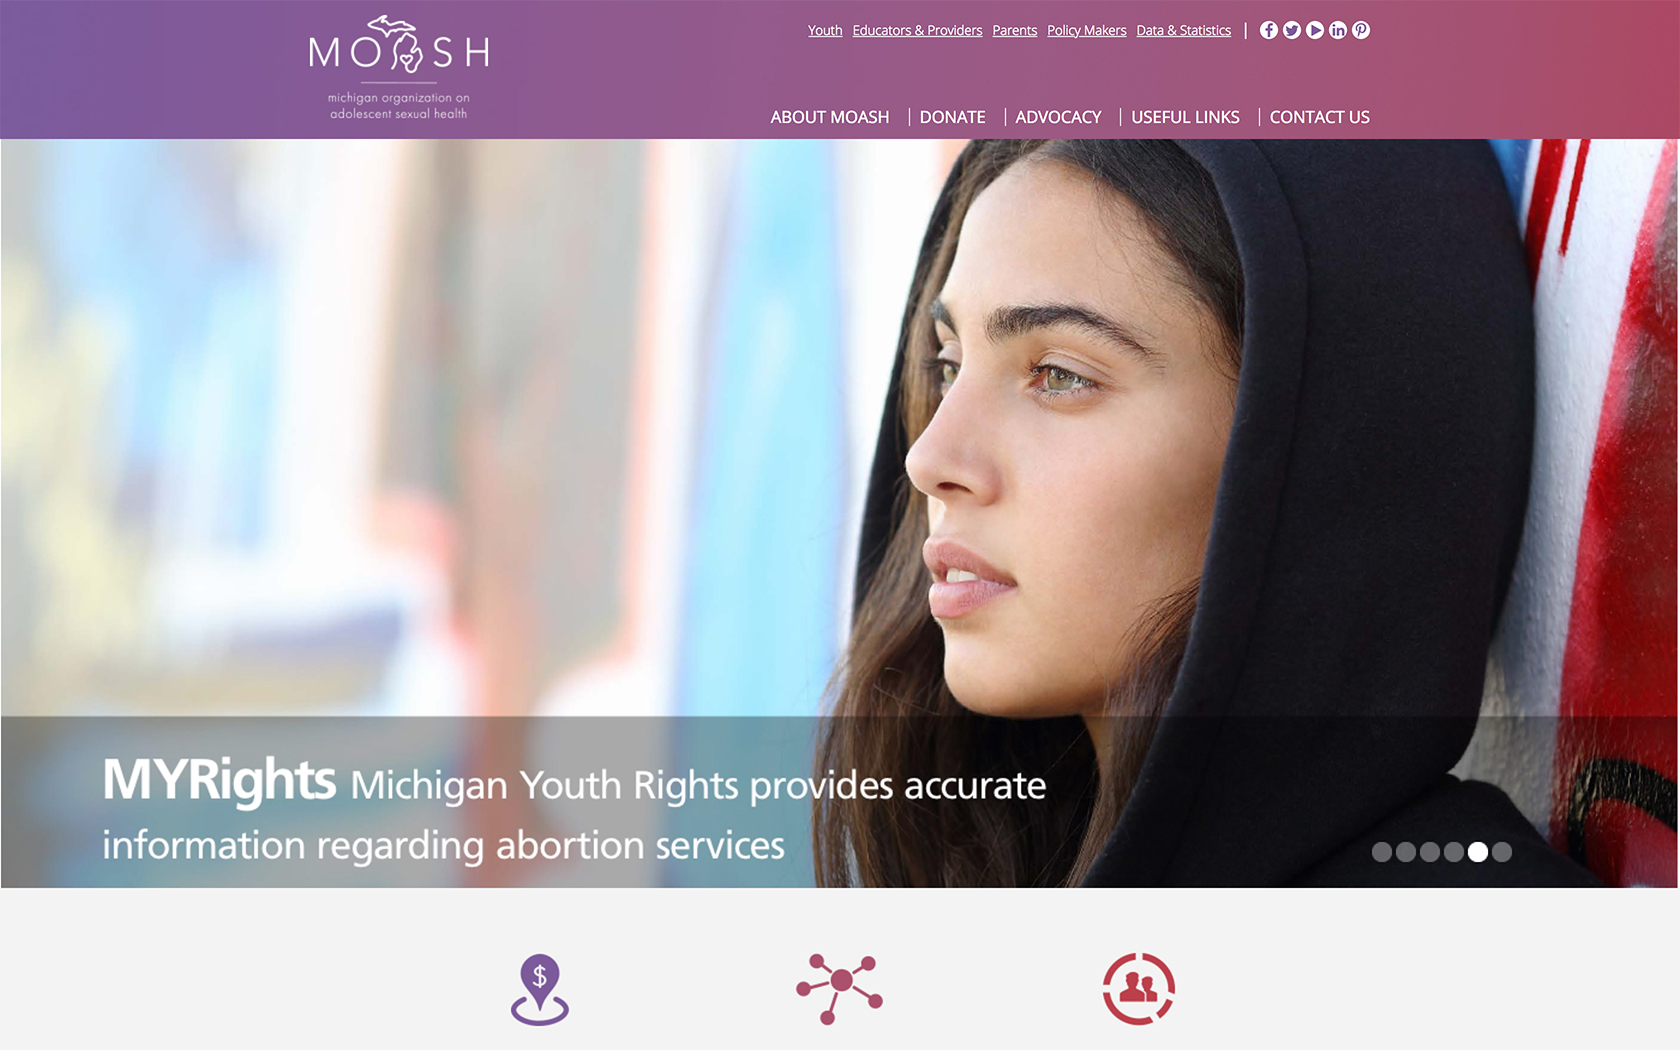 MOASH
michigan organization on
adolescent sexual health
Youth Educators & Providers Parents Policy Makers Data & Statistics |
ABOUT MOASH | DONATE | ADVOCACY | USEFUL LINKS | CONTACT US
MYRights Michigan Youth Rights provides accurate
information regarding abortion services
$